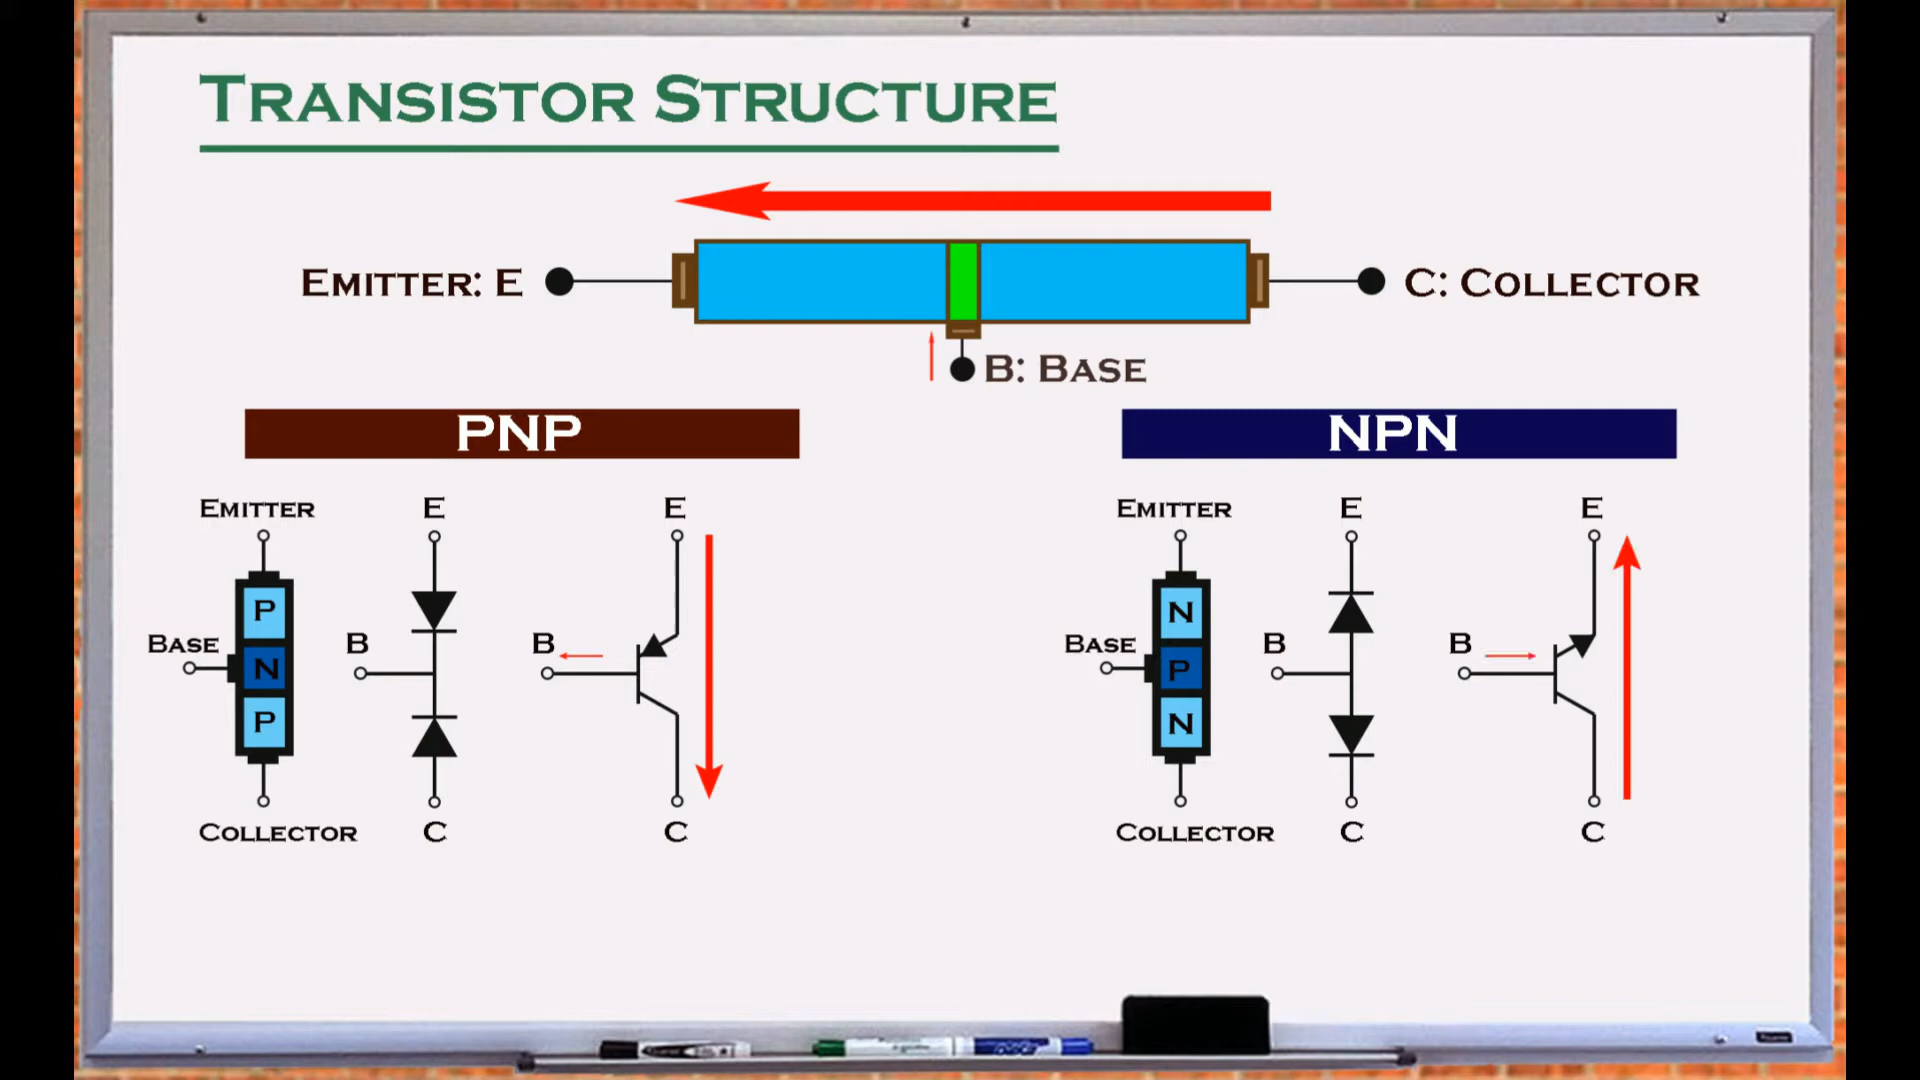 TRANSISTOR STRUCTURE
EMITTER: E
C: COLLECTOR
B: BASE
PNP
NPN
EMITTER
E
E
EMITTER
E
E
P
N
BASE
B
B
BASE
B
B
N
P
P
N
COLLECTOR
C
C
COLLECTOR
C
C